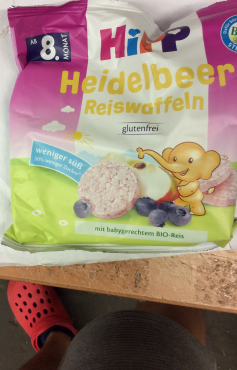 AB
8.
MONAT
HiPP
Heidelbeer
Reiswaffeln
glutenfrei
weniger süß
mit babygerechtem BIO-Reis